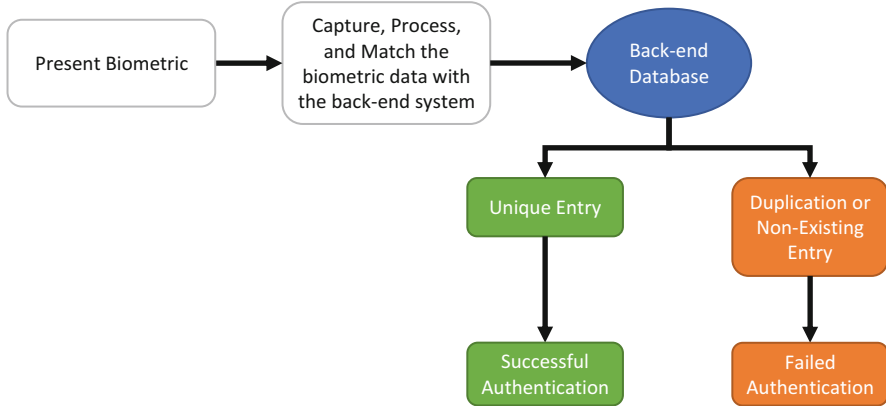 Present Biometric
Capture, Process,
and Match the
biometric data with
the back-end system
Back-end
Database
Unique Entry
Duplication or
Non-Existing
Entry
Successful
Authentication
Failed
Authentication